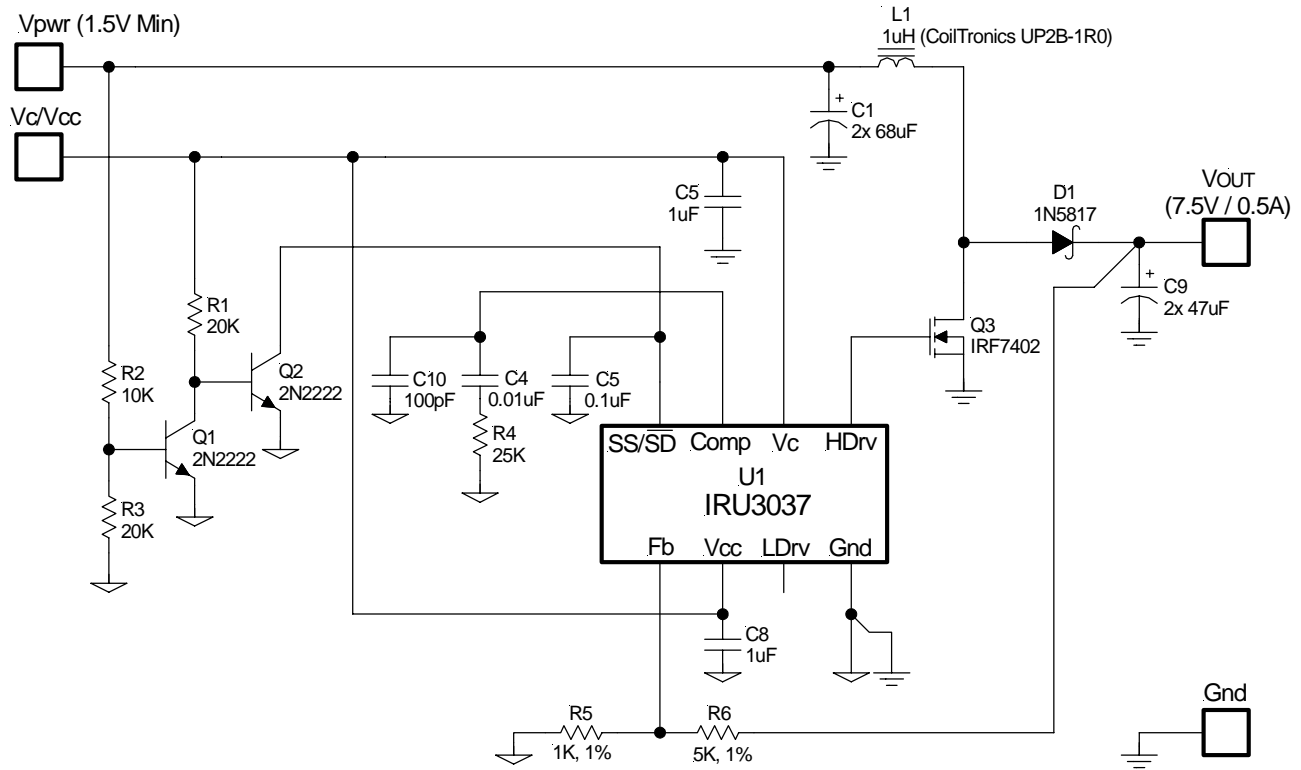 Vpwr (1.5V Min)
L1
1uH (CoilTronics UP2B-1R0)
Vc/Vcc
+
C1
2x 68uF
C5
1uF
D1
1N5817
VOUT
(7.5V / 0.5A)
+
C9
2x 47uF
R1
20K
Q3
IRF7402
R2
10K
Q2
2N2222
C10
100pF
C4
0.01uF
C5
0.1uF
Q1
2N2222
R4
25K
SS/SD Comp Vc HDrv
U1
IRU3037
R3
20K
Fb Vcc LDrv Gnd
C8
1uF
R5
1K, 1%
R6
5K, 1%
Gnd